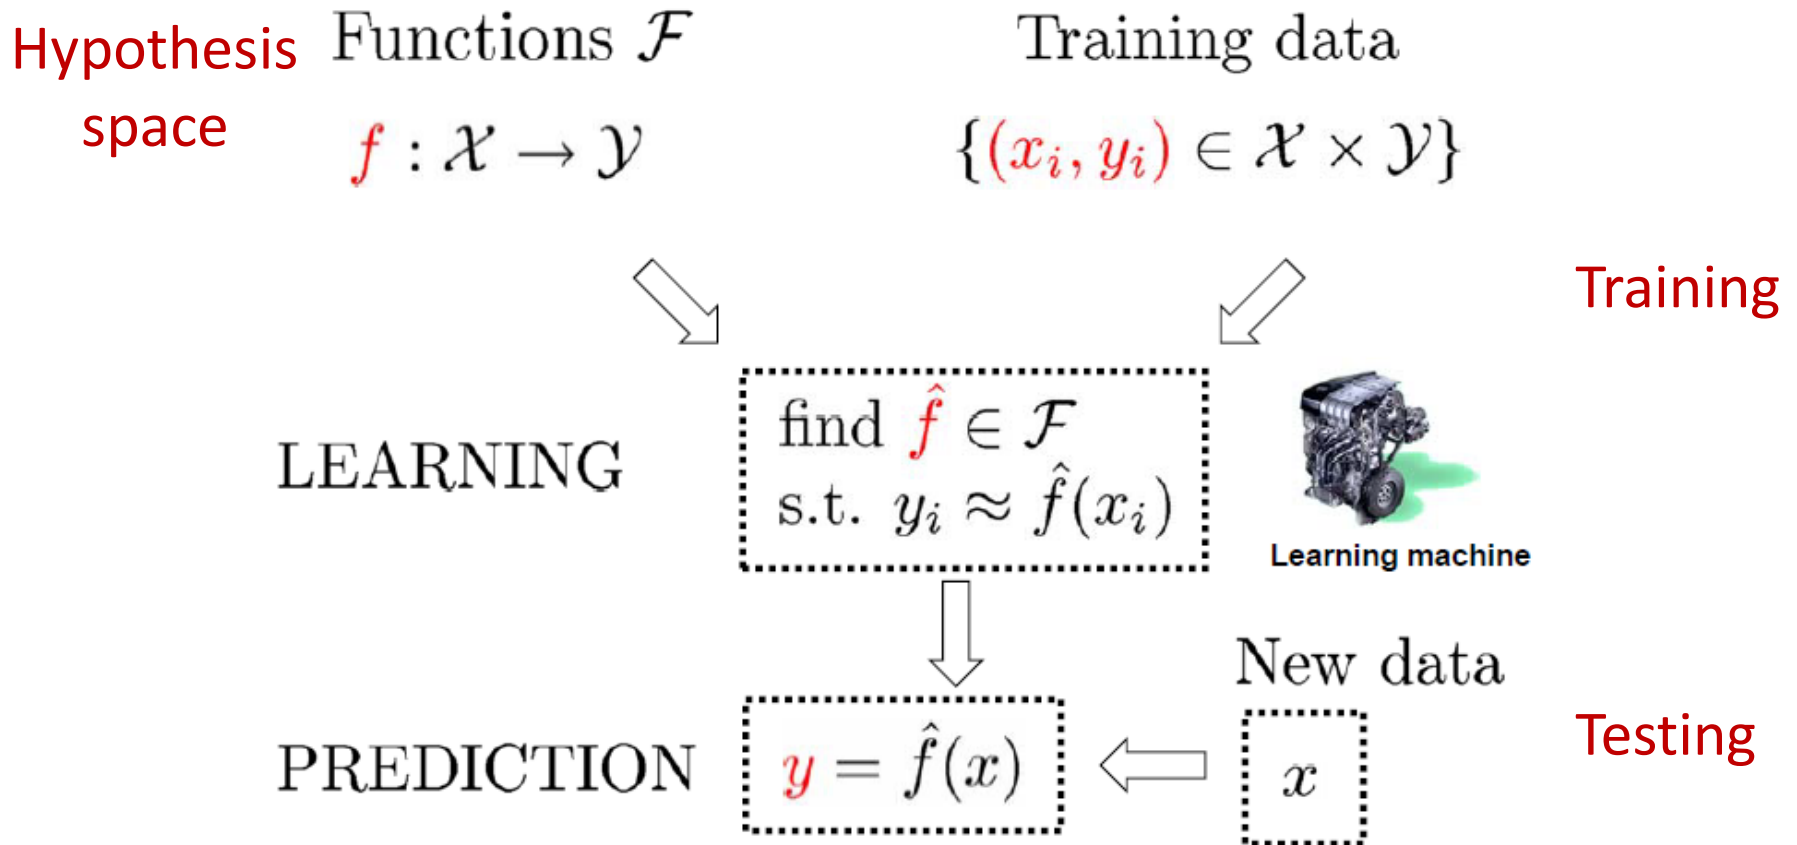 Hypothesis
space
Functions ℱ
f : 𝒳 → 𝒴
Training data
{(xᵢ, yᵢ) ∈ 𝒳 × 𝒴}
Training
LEARNING
find f̂ ∈ ℱ
s.t. yᵢ ≈ f̂(xᵢ)
Learning machine
New data
PREDICTION
y = f̂(x)
x
Testing